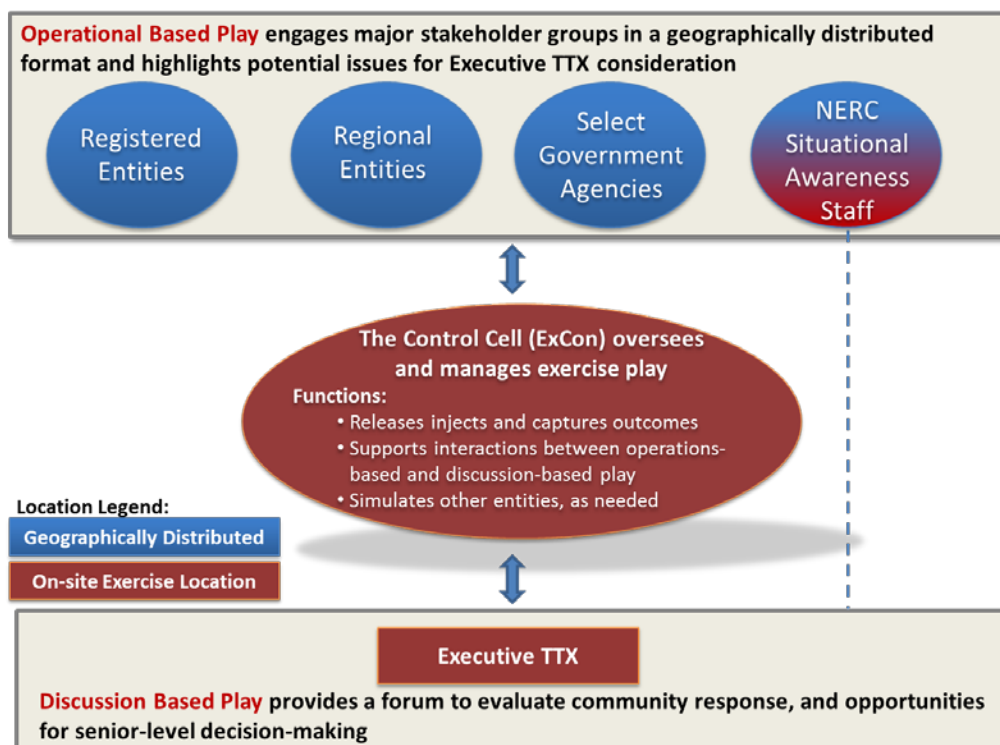 Operational Based Play engages major stakeholder groups in a geographically distributed
format and highlights potential issues for Executive TTX consideration
Registered
Entities
Regional
Entities
Select
Government
Agencies
NERC
Situational
Awareness
Staff
The Control Cell (ExCon) oversees
and manages exercise play
Functions:
• Releases injects and captures outcomes
• Supports interactions between operations-
based and discussion-based play
• Simulates other entities, as needed
Location Legend:
Geographically Distributed
On-site Exercise Location
Executive TTX
Discussion Based Play provides a forum to evaluate community response, and opportunities
for senior-level decision-making